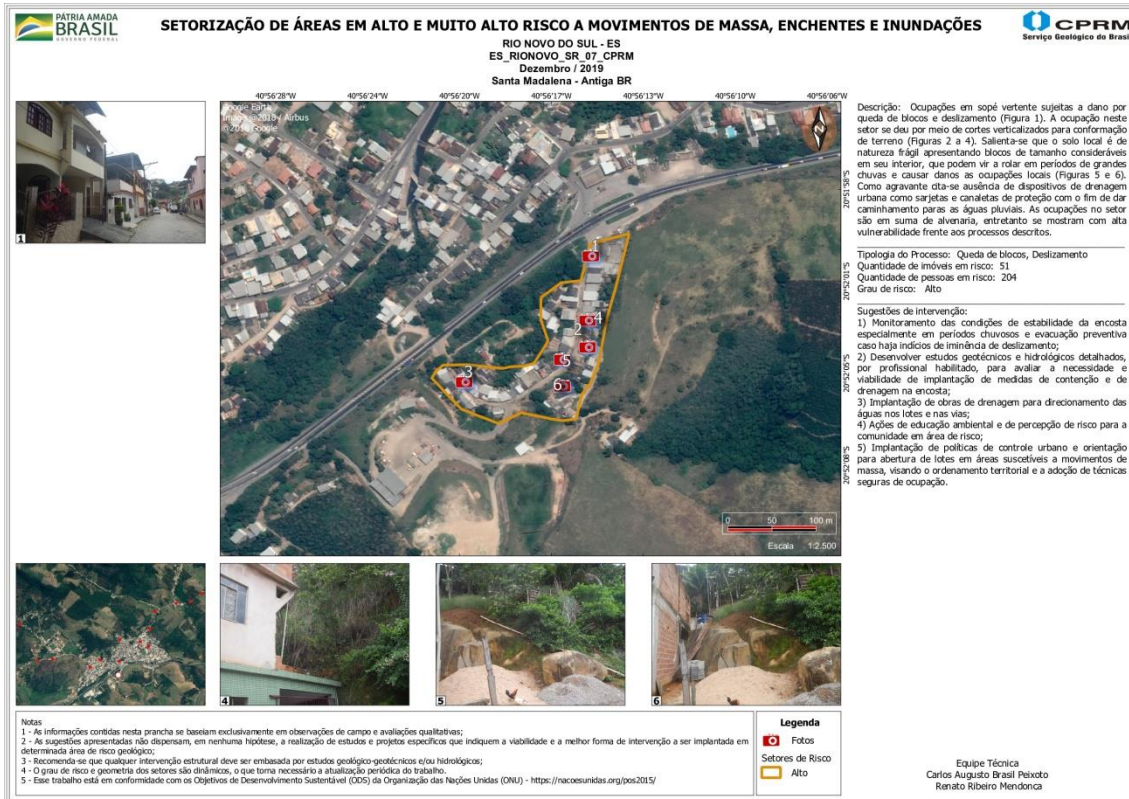 PÁTRIA AMADA
BRASIL
GOVERNO FEDERAL
SETORIZAÇÃO DE ÁREAS EM ALTO E MUITO ALTO RISCO A MOVIMENTOS DE MASSA, ENCHENTES E INUNDAÇÕES
RIO NOVO DO SUL - ES
ES_RIONOVO_SR_07_CPRM
Dezembro / 2019
Santa Madalena - Antiga BR
CPRM
Serviço Geológico do Brasil
40°56'28"W 40°56'24"W 40°56'20"W 40°56'17"W 40°56'13"W 40°56'10"W 40°56'06"W
Google Earth
Image © 2018 / Airbus
© 2018 Google
N
20°51'58"S
20°52'01"S
20°52'05"S
20°52'08"S
1
1
4
2
5
3
6
0 50 100 m
Escala 1:2.500
Descrição: Ocupações em sopé vertente sujeitas a dano por
queda de blocos e deslizamento (Figura 1). A ocupação neste
setor se deu por meio de cortes verticalizados para conformação
de terreno (Figuras 2 a 4). Salienta-se que o solo local é de
natureza frágil apresentando blocos de tamanho consideráveis
em seu interior, que podem vir a rolar em períodos de grandes
chuvas e causar danos as ocupações locais (Figuras 5 e 6).
Como agravante cita-se ausência de dispositivos de drenagem
urbana como sarjetas e canaletas de proteção com o fim de dar
caminhamento paras as águas pluviais. As ocupações no setor
são em suma de alvenaria, entretanto se mostram com alta
vulnerabilidade frente aos processos descritos.
Tipologia do Processo: Queda de blocos, Deslizamento
Quantidade de imóveis em risco: 51
Quantidade de pessoas em risco: 204
Grau de risco: Alto
Sugestões de intervenção:
1) Monitoramento das condições de estabilidade da encosta
especialmente em períodos chuvosos e evacuação preventiva
caso haja indícios de iminência de deslizamento;
2) Desenvolver estudos geotécnicos e hidrológicos detalhados,
por profissional habilitado, para avaliar a necessidade e
viabilidade de implantação de medidas de contenção e de
drenagem na encosta;
3) Implantação de obras de drenagem para direcionamento das
águas nos lotes e nas vias;
4) Ações de educação ambiental e de percepção de risco para a
comunidade em área de risco;
5) Implantação de políticas de controle urbano e orientação
para abertura de lotes em áreas suscetíveis a movimentos de
massa, visando o ordenamento territorial e a adoção de técnicas
seguras de ocupação.
4
5
6
Notas
1 - As informações contidas nesta prancha se baseiam exclusivamente em observações de campo e avaliações qualitativas;
2 - As sugestões apresentadas não dispensam, em nenhuma hipótese, a realização de estudos e projetos específicos que indiquem a viabilidade e a melhor forma de intervenção a ser implantada em
determinada área de risco geológico;
3 - Recomenda-se que qualquer intervenção estrutural deve ser embasada por estudos geológico-geotécnicos e/ou hidrológicos;
4 - O grau de risco e geometria dos setores são dinâmicos, o que torna necessário a atualização periódica do trabalho.
5 - Esse trabalho está em conformidade com os Objetivos de Desenvolvimento Sustentável (ODS) da Organização das Nações Unidas (ONU) - https://nacoesunidas.org/pos2015/
Legenda
Fotos
Setores de Risco
Alto
Equipe Técnica
Carlos Augusto Brasil Peixoto
Renato Ribeiro Mendonca